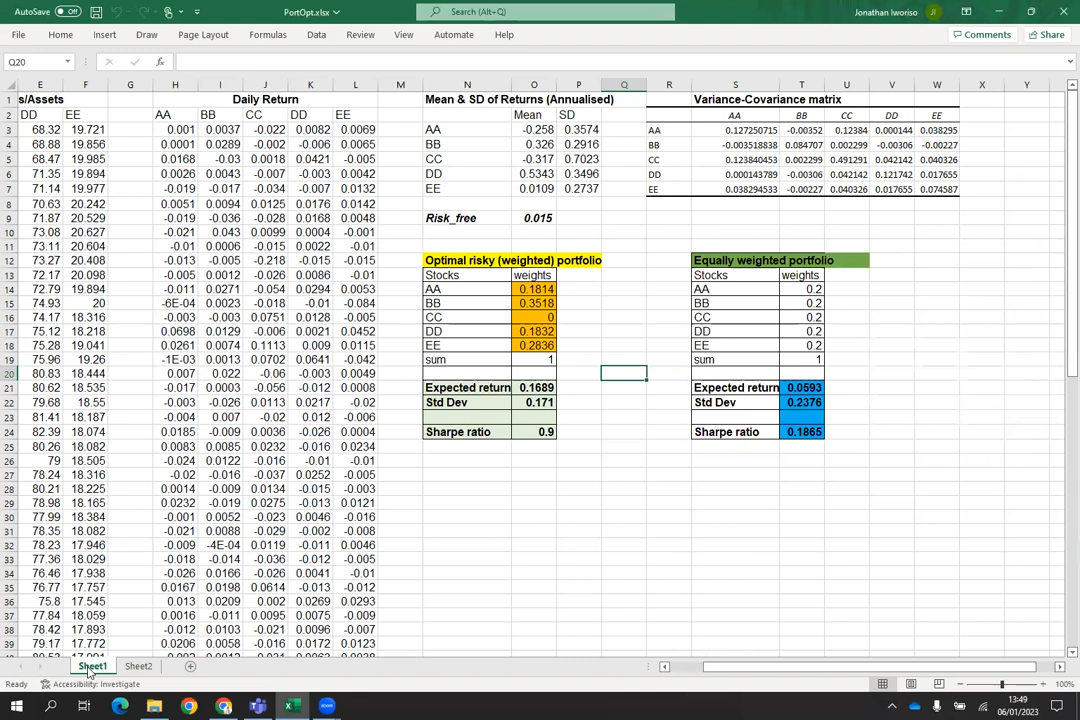 AutoSave Off PortOpt.xlsx Search (Alt+Q) Jonathan Iworiso JI
File Home Insert Draw Page Layout Formulas Data Review View Automate Help Comments Share
Q20 fx
E F G H I J K L M N O P Q R S T U V W X Y
1 s/Assets Daily Return Mean & SD of Returns (Annualised) Variance-Covariance matrix
2 DD EE AA BB CC DD EE Mean SD AA BB CC DD EE
3 68.32 19.721 0.001 0.0037 -0.022 0.0082 0.0069 AA -0.258 0.3574 AA 0.127250715 -0.00352 0.12384 0.000144 0.038295
4 68.88 19.856 0.0001 0.0289 -0.002 -0.006 0.0065 BB 0.326 0.2916 BB -0.003518838 0.084707 0.002299 -0.00306 -0.00227
5 68.47 19.985 0.0168 -0.03 0.0018 0.0421 -0.005 CC -0.317 0.7023 CC 0.123840453 0.002299 0.491291 0.042142 0.040326
6 71.35 19.894 0.0026 0.0043 -0.007 -0.003 0.0042 DD 0.5343 0.3496 DD 0.000143789 -0.00306 0.042142 0.121742 0.017655
7 71.14 19.977 -0.019 -0.017 -0.034 -0.007 0.0132 EE 0.0109 0.2737 EE 0.038294533 -0.00227 0.040326 0.017655 0.074587
8 70.63 20.242 0.0051 0.0094 0.0125 0.0176 0.0142
9 71.87 20.529 -0.019 -0.036 -0.028 0.0168 0.0048 Risk_free 0.015
10 73.08 20.627 -0.021 0.043 0.0099 0.0004 -0.001
11 73.11 20.604 -0.01 0.0006 -0.015 0.0022 -0.01
12 73.27 20.408 -0.013 -0.005 -0.218 -0.015 -0.015 Optimal risky (weighted) portfolio Equally weighted portfolio
13 72.17 20.098 -0.005 0.0012 -0.026 0.0086 -0.01 Stocks weights Stocks weights
14 72.79 19.894 -0.011 0.0271 -0.054 0.0294 0.0053 AA 0.1814 AA 0.2
15 74.93 20 -6E-04 0.0023 -0.018 -0.01 -0.084 BB 0.3518 BB 0.2
16 74.17 18.316 -0.003 -0.003 0.0751 0.0128 -0.005 CC 0 CC 0.2
17 75.12 18.218 0.0698 0.0129 -0.006 0.0021 0.0452 DD 0.1832 DD 0.2
18 75.28 19.041 0.0261 0.0074 0.1113 0.009 0.0115 EE 0.2836 EE 0.2
19 75.96 19.26 -1E-03 0.0013 0.0702 0.0641 -0.042 sum 1 sum 1
20 80.83 18.444 0.007 0.022 -0.06 -0.003 0.0049
21 80.62 18.535 -0.017 0.0003 -0.056 -0.012 0.0008 Expected return 0.1689 Expected return 0.0593
22 79.68 18.55 -0.003 -0.026 0.0113 0.0217 -0.02 Std Dev 0.171 Std Dev 0.2376
23 81.41 18.187 -0.004 0.007 -0.02 0.012 -0.006
24 82.39 18.074 0.0185 -0.009 0.0036 -0.026 0.0004 Sharpe ratio 0.9 Sharpe ratio 0.1865
25 80.26 18.082 0.0083 0.0085 0.0232 -0.016 0.0234
26 79 18.505 -0.024 0.0122 -0.016 -0.01 -0.01
27 78.24 18.316 -0.02 -0.016 -0.037 0.0252 -0.005
28 80.21 18.225 0.0014 -0.009 0.0134 -0.015 -0.003
29 78.98 18.165 0.0232 -0.019 0.0275 -0.013 0.0121
30 77.99 18.384 -0.001 0.0052 -0.023 0.0046 -0.016
31 78.35 18.082 -0.021 0.0088 -0.029 -0.002 -0.008
32 78.23 17.946 -0.009 -4E-04 0.0119 -0.011 0.0046
33 77.36 18.029 -0.018 -0.014 -0.036 -0.012 -0.005
34 76.46 17.938 -0.026 0.0166 -0.026 0.0041 -0.01
35 76.77 17.757 0.0167 0.0198 0.0614 -0.013 -0.012
36 75.8 17.545 0.013 0.0209 0.002 0.0269 0.0293
37 77.84 18.059 0.0016 -0.011 0.0095 0.0075 -0.009
38 78.42 17.893 -0.012 0.0103 -0.021 0.0096 -0.007
39 79.17 17.772 0.0206 0.0058 -0.016 0.0172 0.0123
Sheet1 Sheet2
Ready Accessibility: Investigate 100%
13:49
06/01/2023